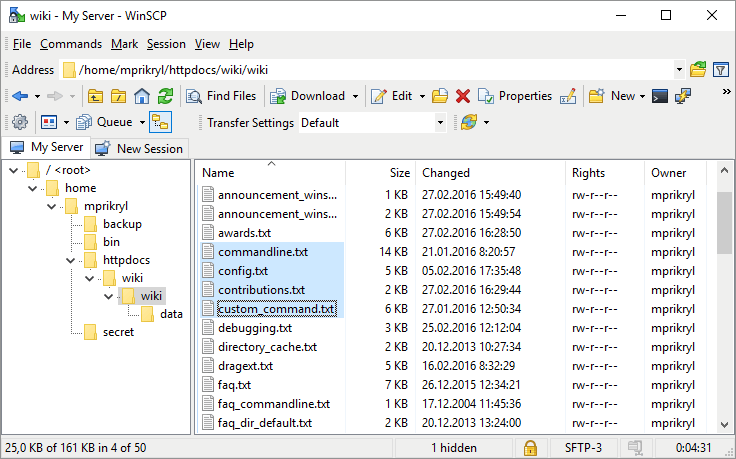 wiki - My Server - WinSCP
File Commands Mark Session View Help
Address /home/mprikryl/httpdocs/wiki/wiki
Find Files Download Edit Properties New »
Queue Transfer Settings Default
My Server New Session
/ <root>
home
mprikryl
backup
bin
httpdocs
wiki
wiki
data
secret
Name Size Changed Rights Owner
announcement_wins... 1 KB 27.02.2016 15:49:40 rw-r--r-- mprikryl
announcement_wins... 2 KB 27.02.2016 15:49:54 rw-r--r-- mprikryl
awards.txt 6 KB 27.02.2016 16:28:50 rw-r--r-- mprikryl
commandline.txt 14 KB 21.01.2016 8:20:57 rw-r--r-- mprikryl
config.txt 5 KB 05.02.2016 17:35:48 rw-r--r-- mprikryl
contributions.txt 2 KB 27.02.2016 16:29:44 rw-r--r-- mprikryl
custom_command.txt 6 KB 27.01.2016 12:50:34 rw-r--r-- mprikryl
debugging.txt 3 KB 25.02.2016 12:12:04 rw-r--r-- mprikryl
directory_cache.txt 2 KB 20.12.2013 10:27:34 rw-r--r-- mprikryl
dragext.txt 5 KB 16.02.2016 8:32:29 rw-r--r-- mprikryl
faq.txt 7 KB 26.12.2015 12:34:21 rw-r--r-- mprikryl
faq_commandline.txt 1 KB 17.12.2004 11:45:36 rw-r--r-- mprikryl
faq_dir_default.txt 2 KB 20.12.2013 13:24:00 rw-r--r-- mprikryl
25,0 KB of 161 KB in 4 of 50 1 hidden SFTP-3 0:04:31